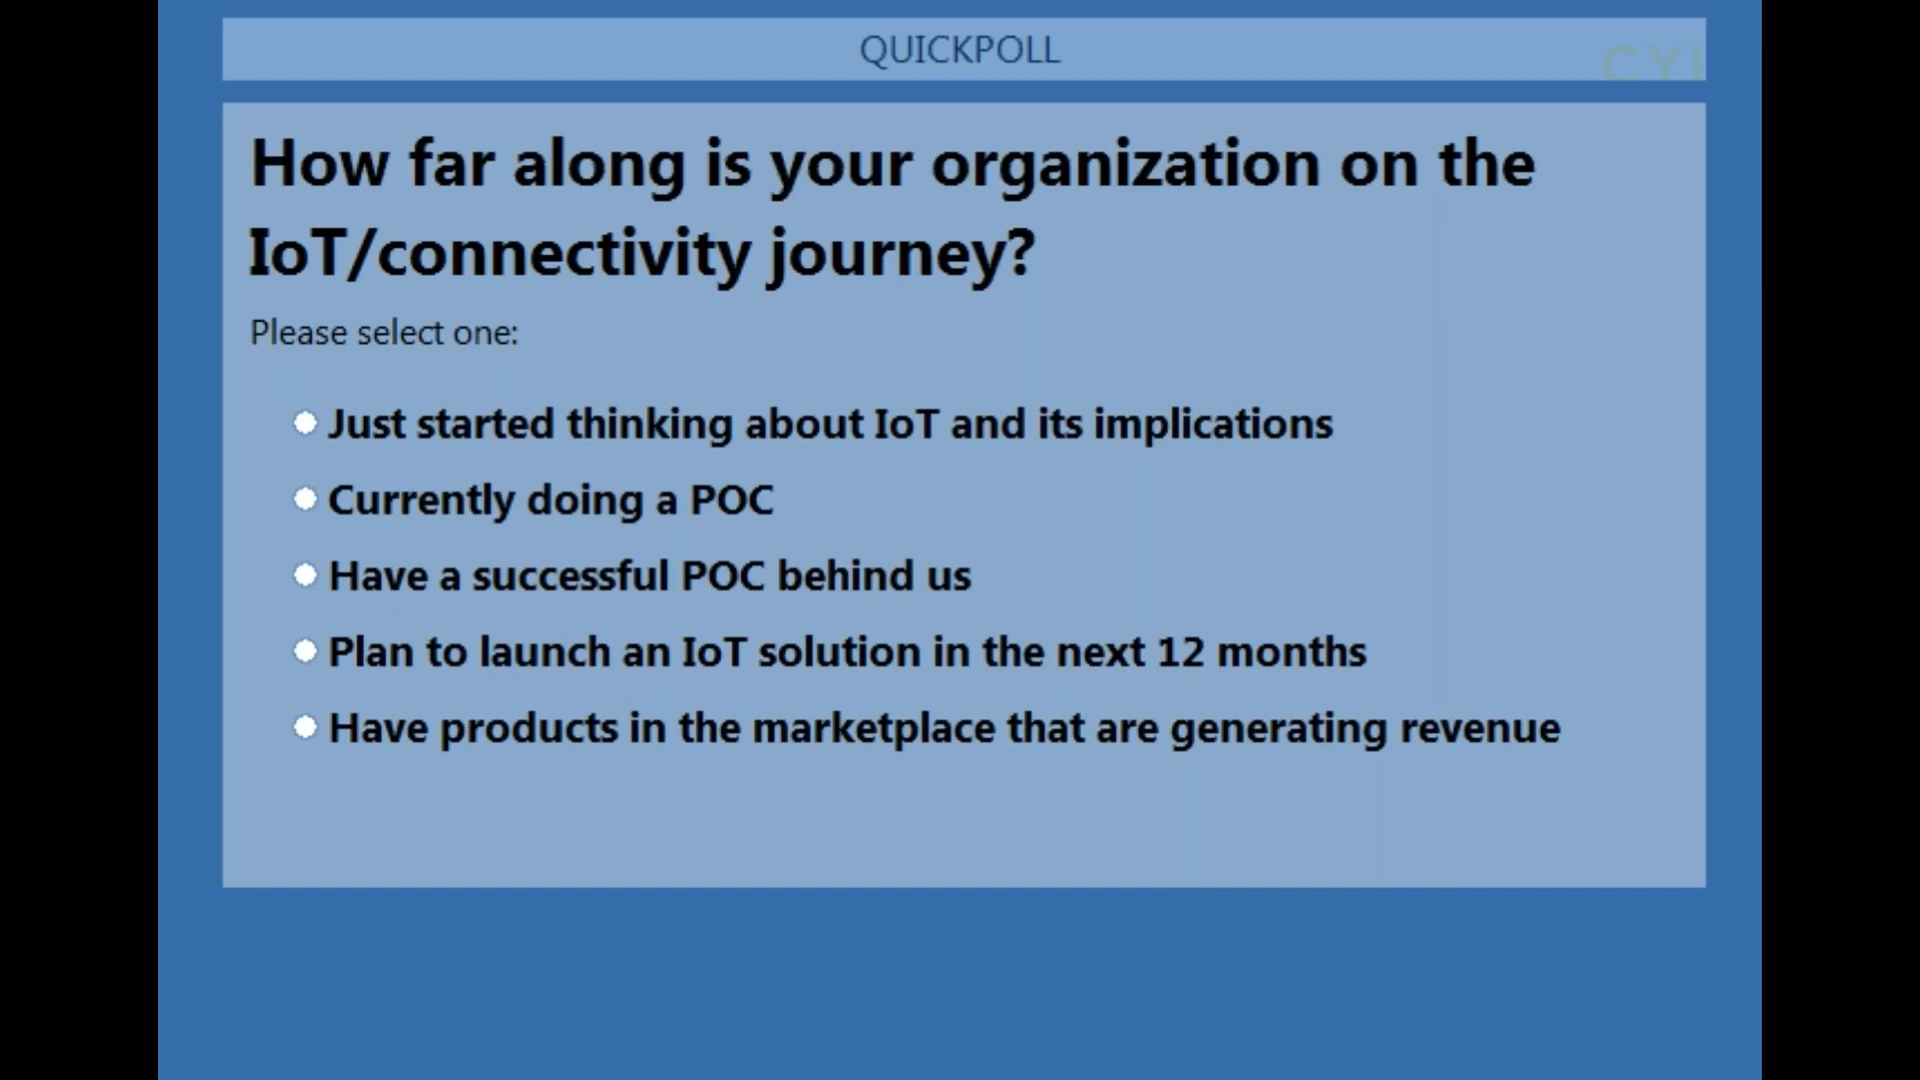 QUICKPOLL
How far along is your organization on the
IoT/connectivity journey?
Please select one:
Just started thinking about IoT and its implications
Currently doing a POC
Have a successful POC behind us
Plan to launch an IoT solution in the next 12 months
Have products in the marketplace that are generating revenue